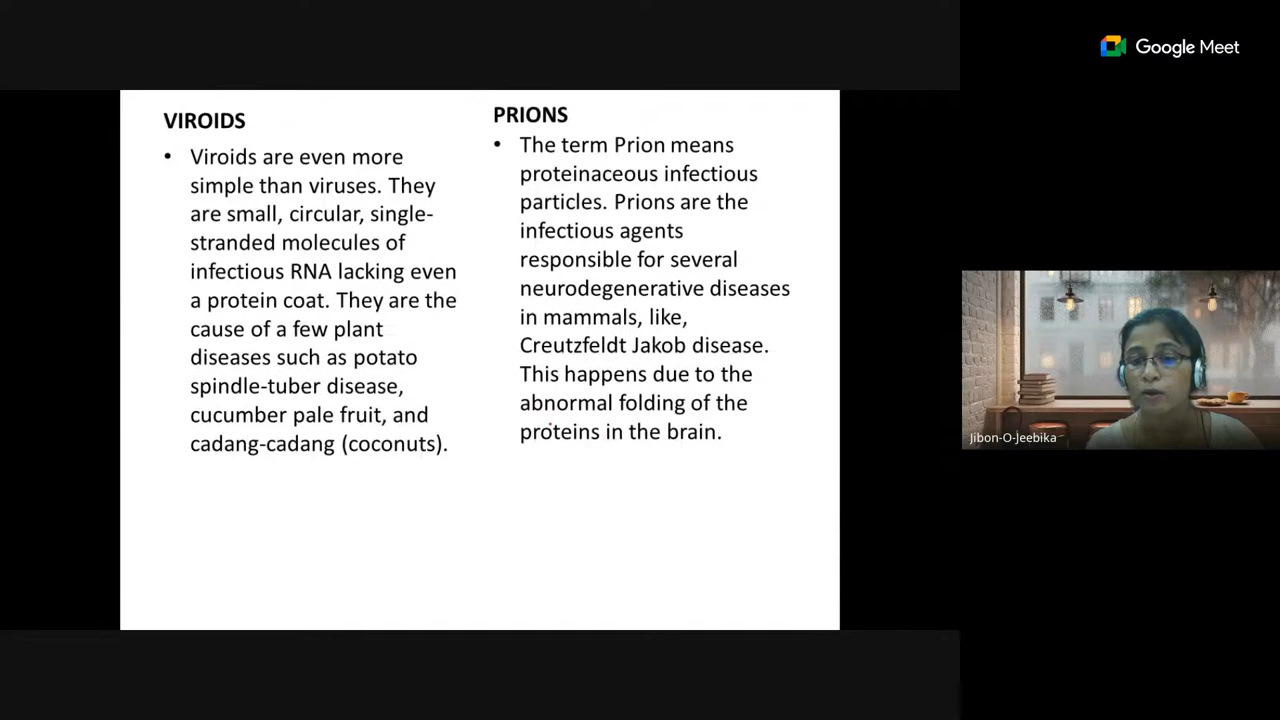 Google Meet
VIROIDS
• Viroids are even more
simple than viruses. They
are small, circular, single-
stranded molecules of
infectious RNA lacking even
a protein coat. They are the
cause of a few plant
diseases such as potato
spindle-tuber disease,
cucumber pale fruit, and
cadang-cadang (coconuts).
PRIONS
• The term Prion means
proteinaceous infectious
particles. Prions are the
infectious agents
responsible for several
neurodegenerative diseases
in mammals, like,
Creutzfeldt Jakob disease.
This happens due to the
abnormal folding of the
proteins in the brain.
Jibon-O-Jeebika